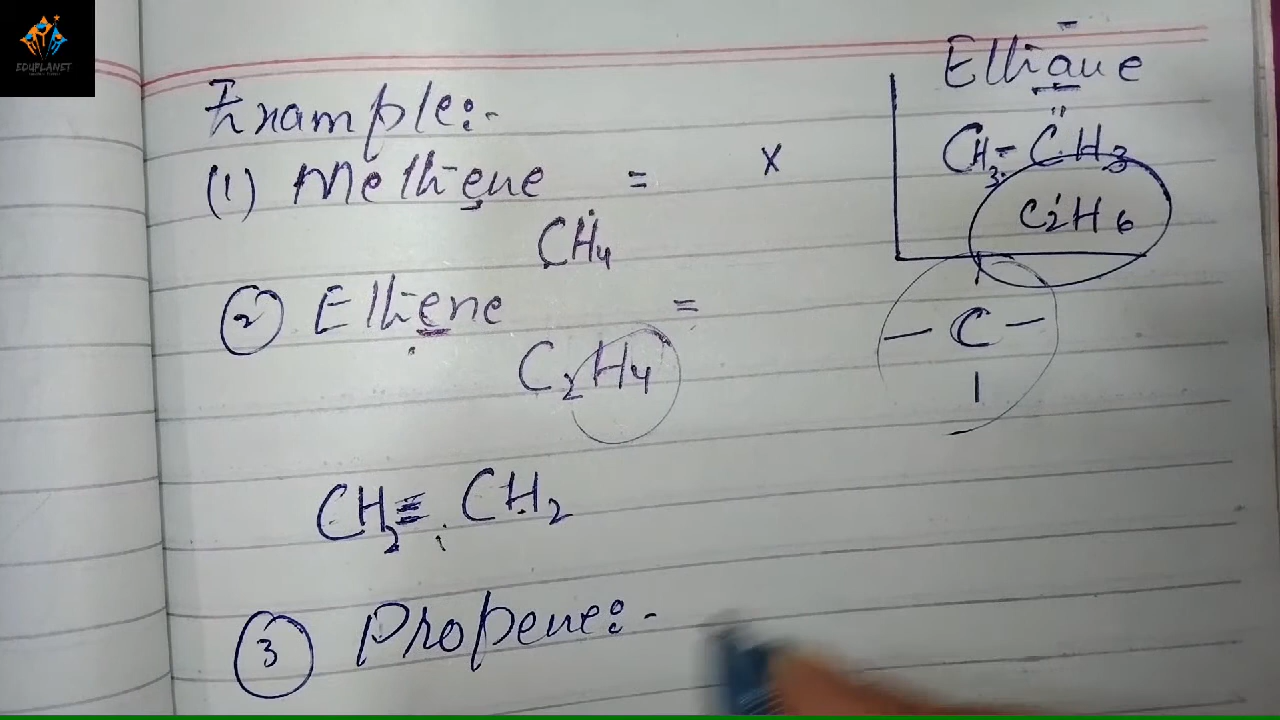 EDUPLANET
Example:-
(1) Methene = x
CH4
2 Ethene =
C2H4
CH2 = CH2
3 Propene:-
Ethane
CH3 - CH3
C2H6
- C -